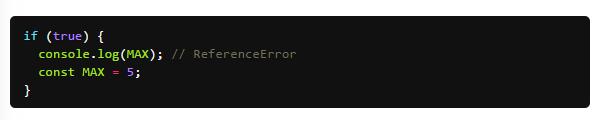 if (true) {
  console.log(MAX); // ReferenceError
  const MAX = 5;
}